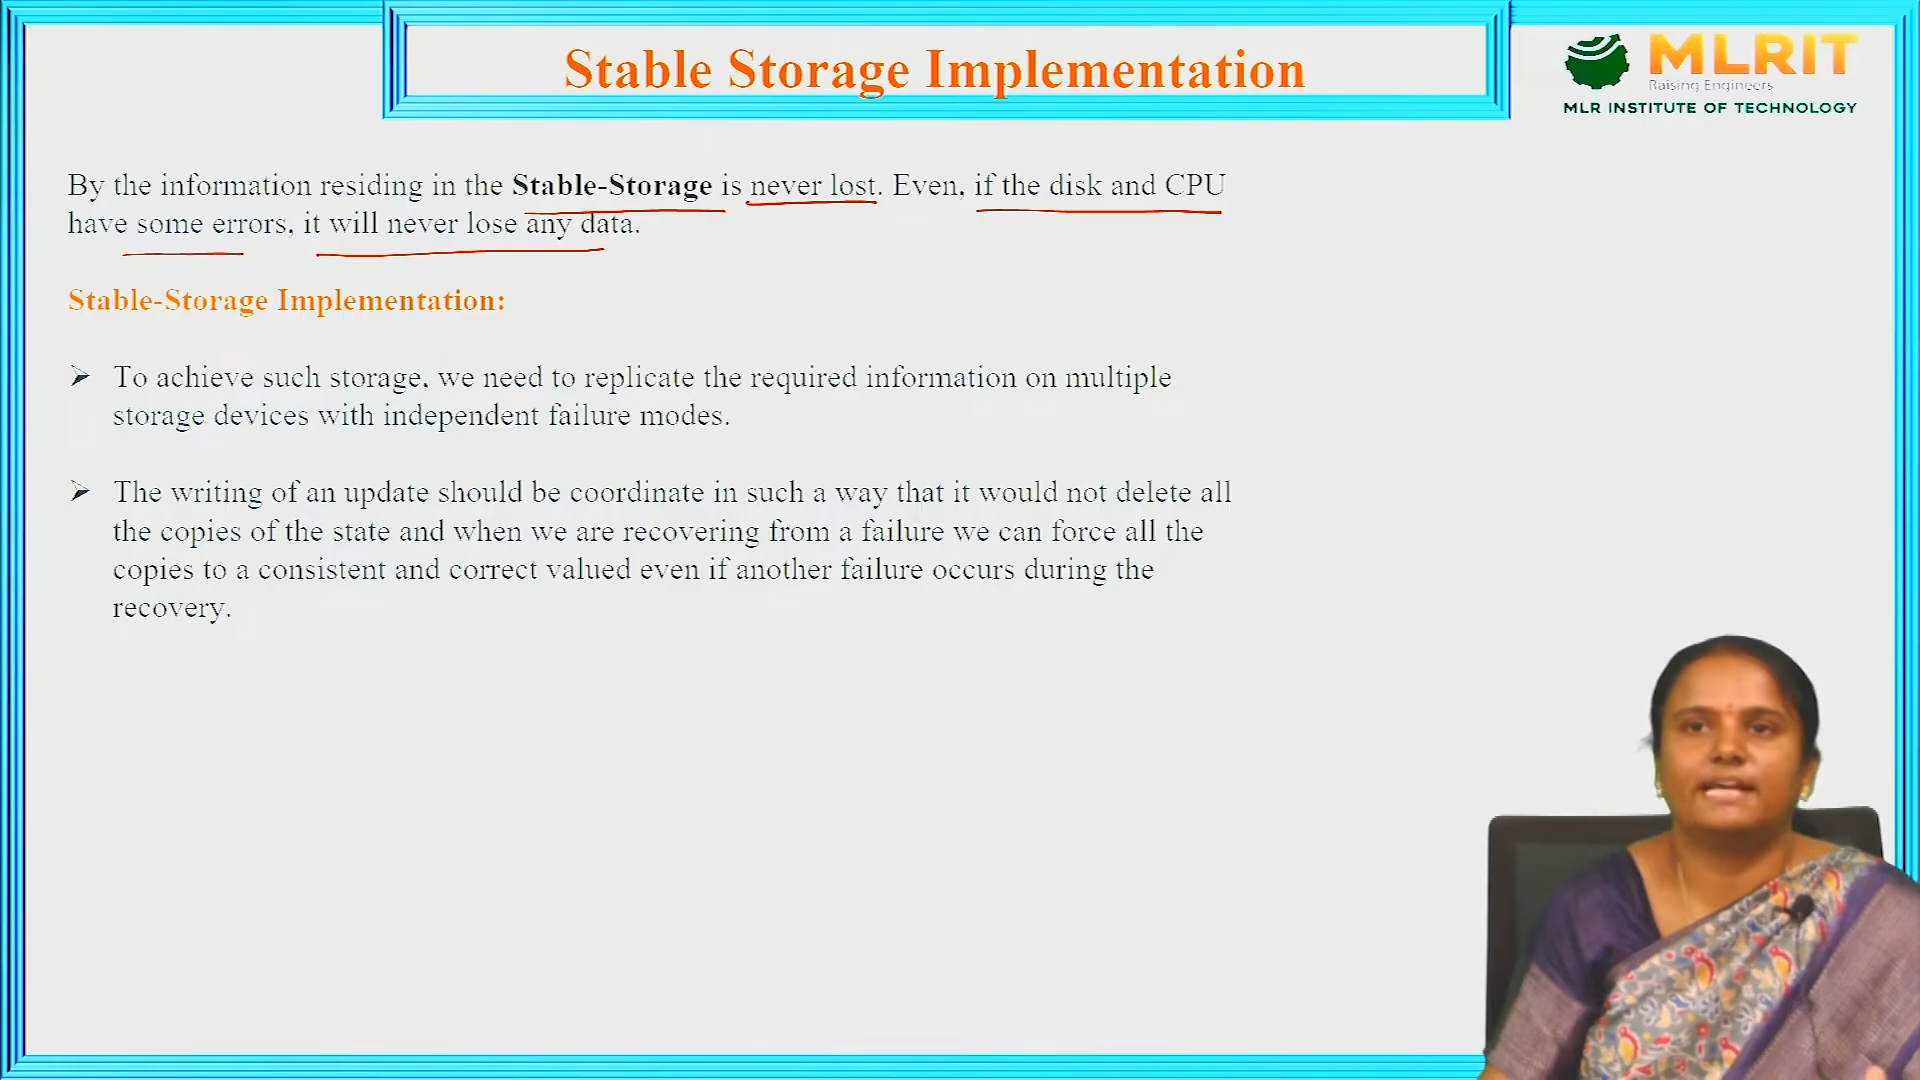 Stable Storage Implementation
MLRIT
Raising Engineers
MLR INSTITUTE OF TECHNOLOGY
By the information residing in the Stable-Storage is never lost. Even, if the disk and CPU
have some errors, it will never lose any data.
Stable-Storage Implementation:
➢ To achieve such storage, we need to replicate the required information on multiple
storage devices with independent failure modes.
➢ The writing of an update should be coordinate in such a way that it would not delete all
the copies of the state and when we are recovering from a failure we can force all the
copies to a consistent and correct valued even if another failure occurs during the
recovery.